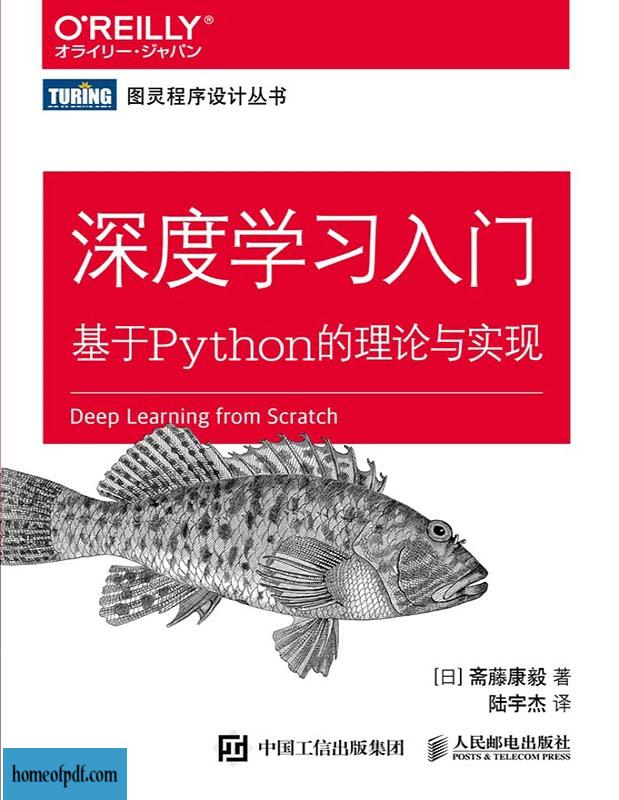 O'REILLY®
オライリー・ジャパン
TURING 图灵程序设计丛书
深度学习入门
基于Python的理论与实现
Deep Learning from Scratch
[日] 斋藤康毅 著
陆宇杰 译
中国工信出版集团 人民邮电出版社
POSTS & TELECOM PRESS
homeofpdf.com